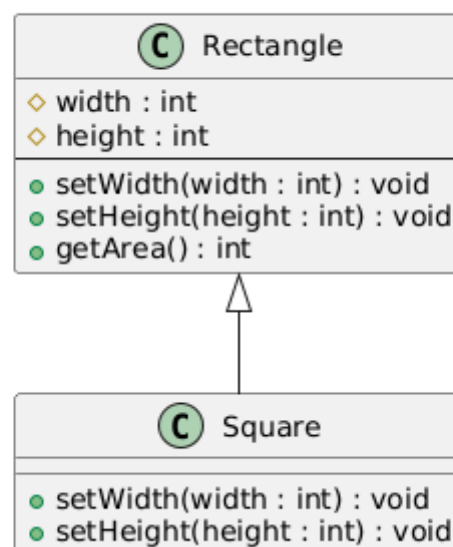 C Rectangle
width : int
height : int
setWidth(width : int) : void
setHeight(height : int) : void
getArea() : int
C Square
setWidth(width : int) : void
setHeight(height : int) : void